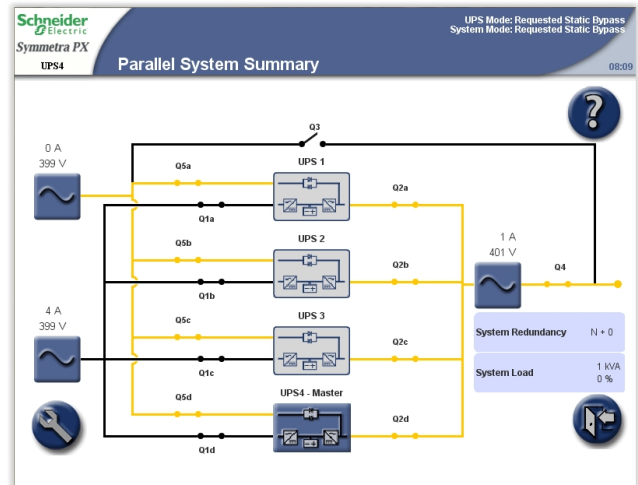 Schneider
Electric
Symmetra PX
UPS4
Parallel System Summary
UPS Mode: Requested Static Bypass
System Mode: Requested Static Bypass
08:09
?
Q3
0 A
399 V
Q5a
UPS 1
Q2a
Q1a
Q5b
UPS 2
Q2b
1 A
401 V
Q4
Q1b
4 A
399 V
Q5c
UPS 3
Q2c
System Redundancy N + 0
Q1c
System Load 1 kVA
0 %
Q5d
UPS4 - Master
Q2d
Q1d